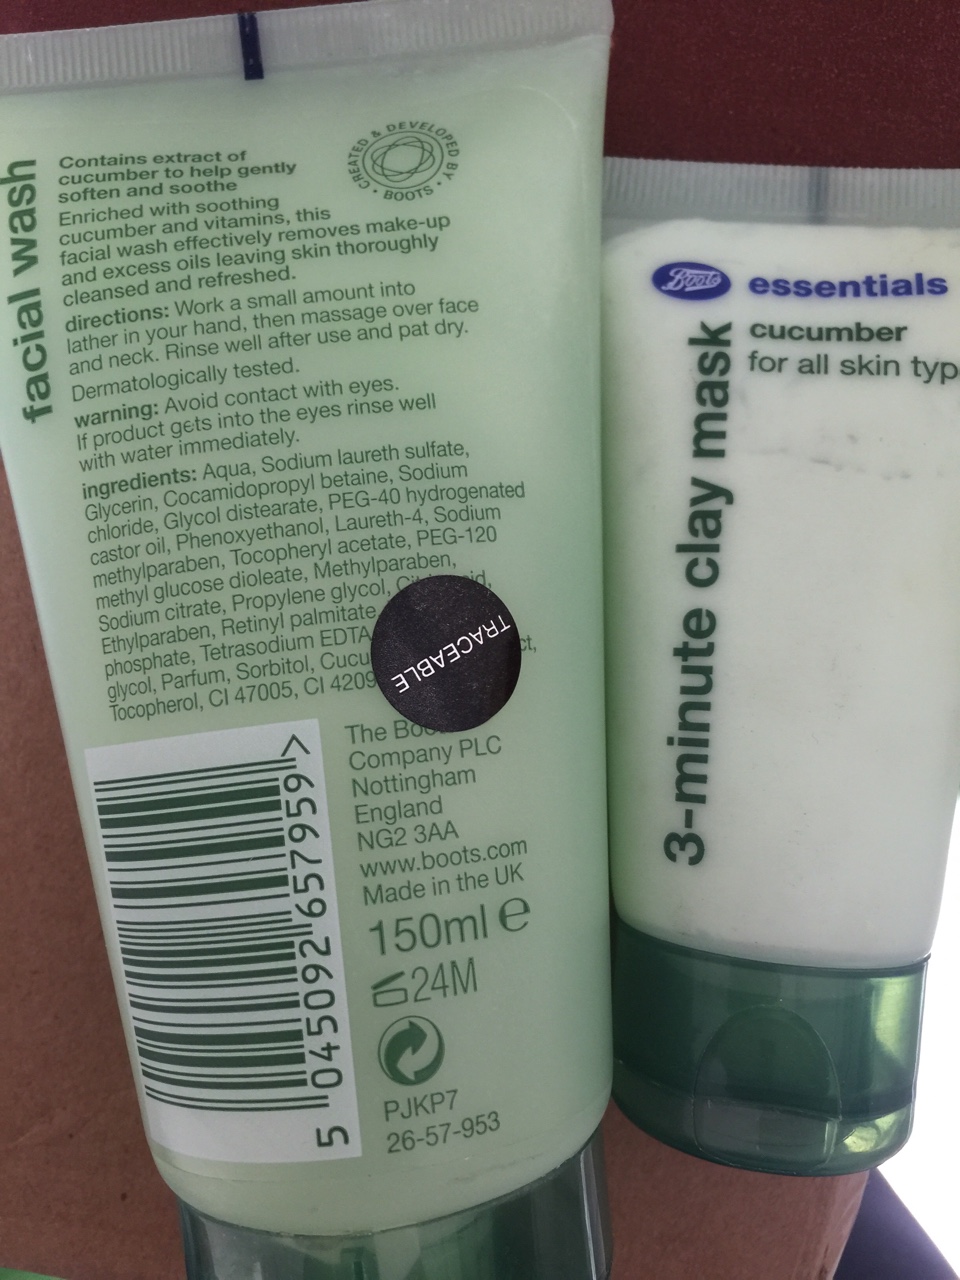 facial wash
Contains extract of
cucumber to help gently
soften and soothe
Enriched with soothing
cucumber and vitamins, this
facial wash effectively removes make-up
and excess oils leaving skin thoroughly
cleansed and refreshed.
directions: Work a small amount into
lather in your hand, then massage over face
and neck. Rinse well after use and pat dry.
Dermatologically tested.
warning: Avoid contact with eyes.
If product gets into the eyes rinse well
with water immediately.
ingredients: Aqua, Sodium laureth sulfate,
Glycerin, Cocamidopropyl betaine, Sodium
chloride, Glycol distearate, PEG-40 hydrogenated
castor oil, Phenoxyethanol, Laureth-4, Sodium
methylparaben, Tocopheryl acetate, PEG-120
methyl glucose dioleate, Methylparaben,
Sodium citrate, Propylene glycol,
Ethylparaben, Retinyl palmitate
phosphate, Tetrasodium EDTA
glycol, Parfum, Sorbitol,
Tocopherol, CI 47005, CI
TRACEABLE
CREATED & DEVELOPED BY • BOOTS •
The
Company PLC
Nottingham
England
NG2 3AA
www.boots.com
Made in the UK
150ml e
24M
PJKP7
26-57-953
5 045092 657959 >
Boots essentials
cucumber
for all skin
3-minute clay mask